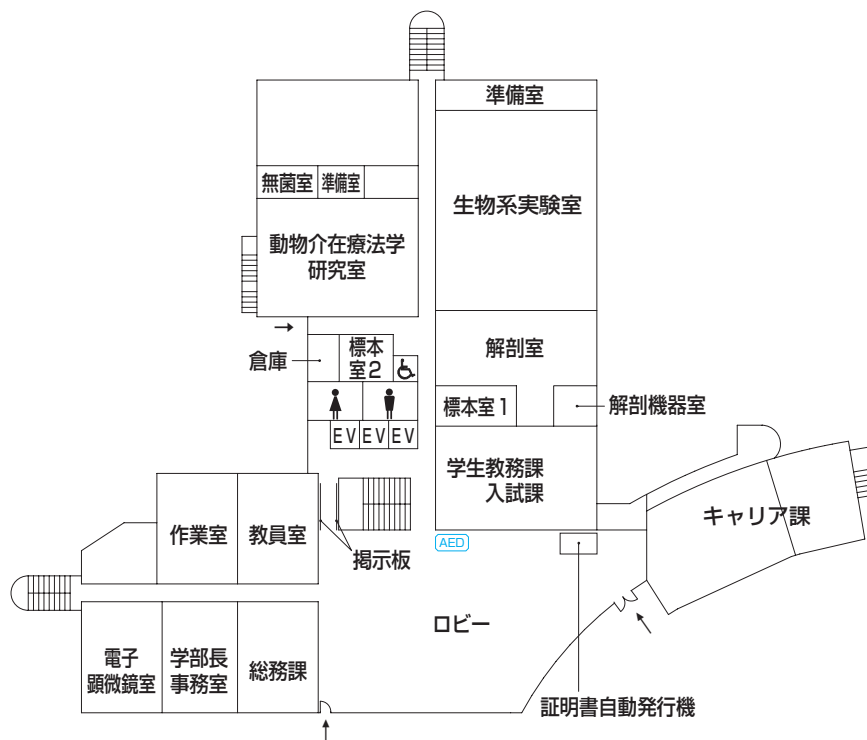 準備室
無菌室
準備室
生物系実験室
動物介在療法学
研究室
倉庫
標本
室2
解剖室
標本室1
解剖機器室
EV
EV
EV
学生教務課
入試課
キャリア課
作業室
教員室
掲示板
AED
ロビー
電子
顕微鏡室
学部長
事務室
総務課
証明書自動発行機